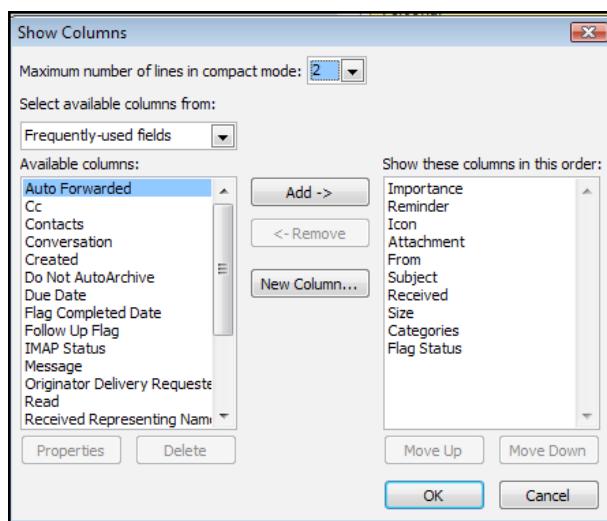 Show Columns
Maximum number of lines in compact mode: 2
Select available columns from:
Frequently-used fields
Available columns:
Auto Forwarded
Cc
Contacts
Conversation
Created
Do Not AutoArchive
Due Date
Flag Completed Date
Follow Up Flag
IMAP Status
Message
Originator Delivery Requeste
Read
Received Representing Nam
Properties
Delete
Add ->
<- Remove
New Column...
Show these columns in this order:
Importance
Reminder
Icon
Attachment
From
Subject
Received
Size
Categories
Flag Status
Move Up
Move Down
OK
Cancel